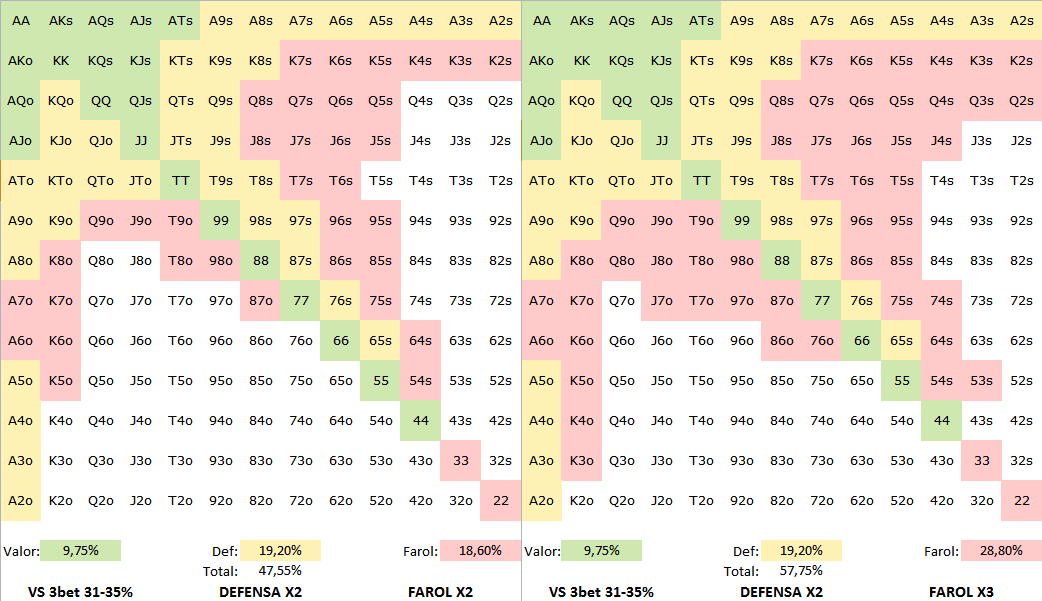 AA AKs AQs AJs ATs A9s A8s A7s A6s A5s A4s A3s A2s AA AKs AQs AJs ATs A9s A8s A7s A6s A5s A4s A3s A2s
AKo KK KQs KJs KTs K9s K8s K7s K6s K5s K4s K3s K2s AKo KK KQs KJs KTs K9s K8s K7s K6s K5s K4s K3s K2s
AQo KQo QQ QJs QTs Q9s Q8s Q7s Q6s Q5s Q4s Q3s Q2s AQo KQo QQ QJs QTs Q9s Q8s Q7s Q6s Q5s Q4s Q3s Q2s
AJo KJo QJo JJ JTs J9s J8s J7s J6s J5s J4s J3s J2s AJo KJo QJo JJ JTs J9s J8s J7s J6s J5s J4s J3s J2s
ATo KTo QTo JTo TT T9s T8s T7s T6s T5s T4s T3s T2s ATo KTo QTo JTo TT T9s T8s T7s T6s T5s T4s T3s T2s
A9o K9o Q9o J9o T9o 99 98s 97s 96s 95s 94s 93s 92s A9o K9o Q9o J9o T9o 99 98s 97s 96s 95s 94s 93s 92s
A8o K8o Q8o J8o T8o 98o 88 87s 86s 85s 84s 83s 82s A8o K8o Q8o J8o T8o 98o 88 87s 86s 85s 84s 83s 82s
A7o K7o Q7o J7o T7o 97o 87o 77 76s 75s 74s 73s 72s A7o K7o Q7o J7o T7o 97o 87o 77 76s 75s 74s 73s 72s
A6o K6o Q6o J6o T6o 96o 86o 76o 66 65s 64s 63s 62s A6o K6o Q6o J6o T6o 96o 86o 76o 66 65s 64s 63s 62s
A5o K5o Q5o J5o T5o 95o 85o 75o 65o 55 54s 53s 52s A5o K5o Q5o J5o T5o 95o 85o 75o 65o 55 54s 53s 52s
A4o K4o Q4o J4o T4o 94o 84o 74o 64o 54o 44 43s 42s A4o K4o Q4o J4o T4o 94o 84o 74o 64o 54o 44 43s 42s
A3o K3o Q3o J3o T3o 93o 83o 73o 63o 53o 43o 33 32s A3o K3o Q3o J3o T3o 93o 83o 73o 63o 53o 43o 33 32s
A2o K2o Q2o J2o T2o 92o 82o 72o 62o 52o 42o 32o 22 A2o K2o Q2o J2o T2o 92o 82o 72o 62o 52o 42o 32o 22
Valor: 9,75% Def: 19,20% Farol: 18,60% Valor: 9,75% Def: 19,20% Farol: 28,80%
Total: 47,55% Total: 57,75%
VS 3bet 31-35% DEFENSA X2 FAROL X2 VS 3bet 31-35% DEFENSA X2 FAROL X3